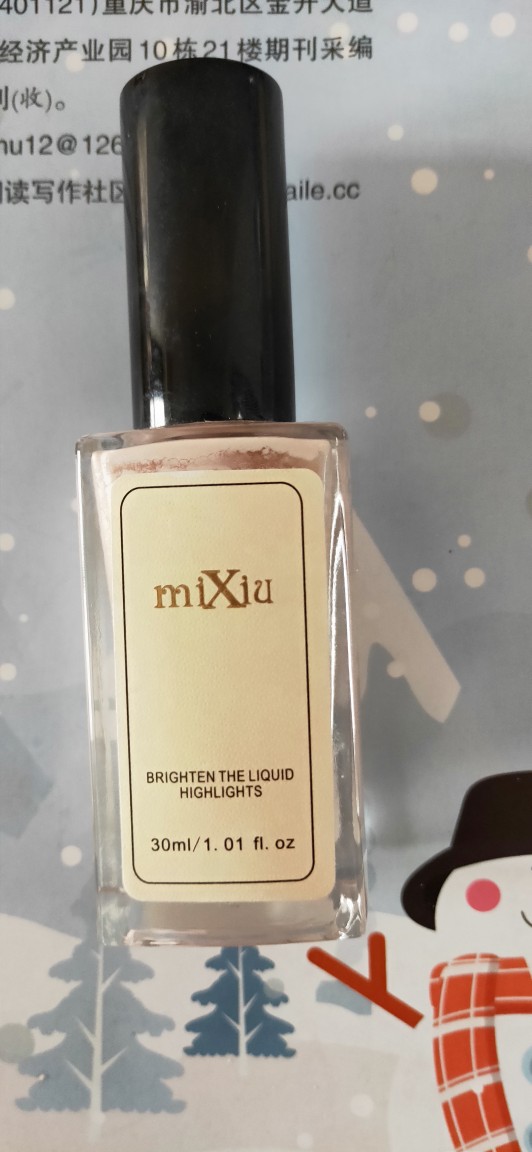 401121)重庆市渝北区金开大道
经济产业园10栋21楼期刊采编
(收)。
hu12@126
读写作社区
aile.cc
miXiu
BRIGHTEN THE LIQUID
HIGHLIGHTS
30ml/1. 01 fl. oz